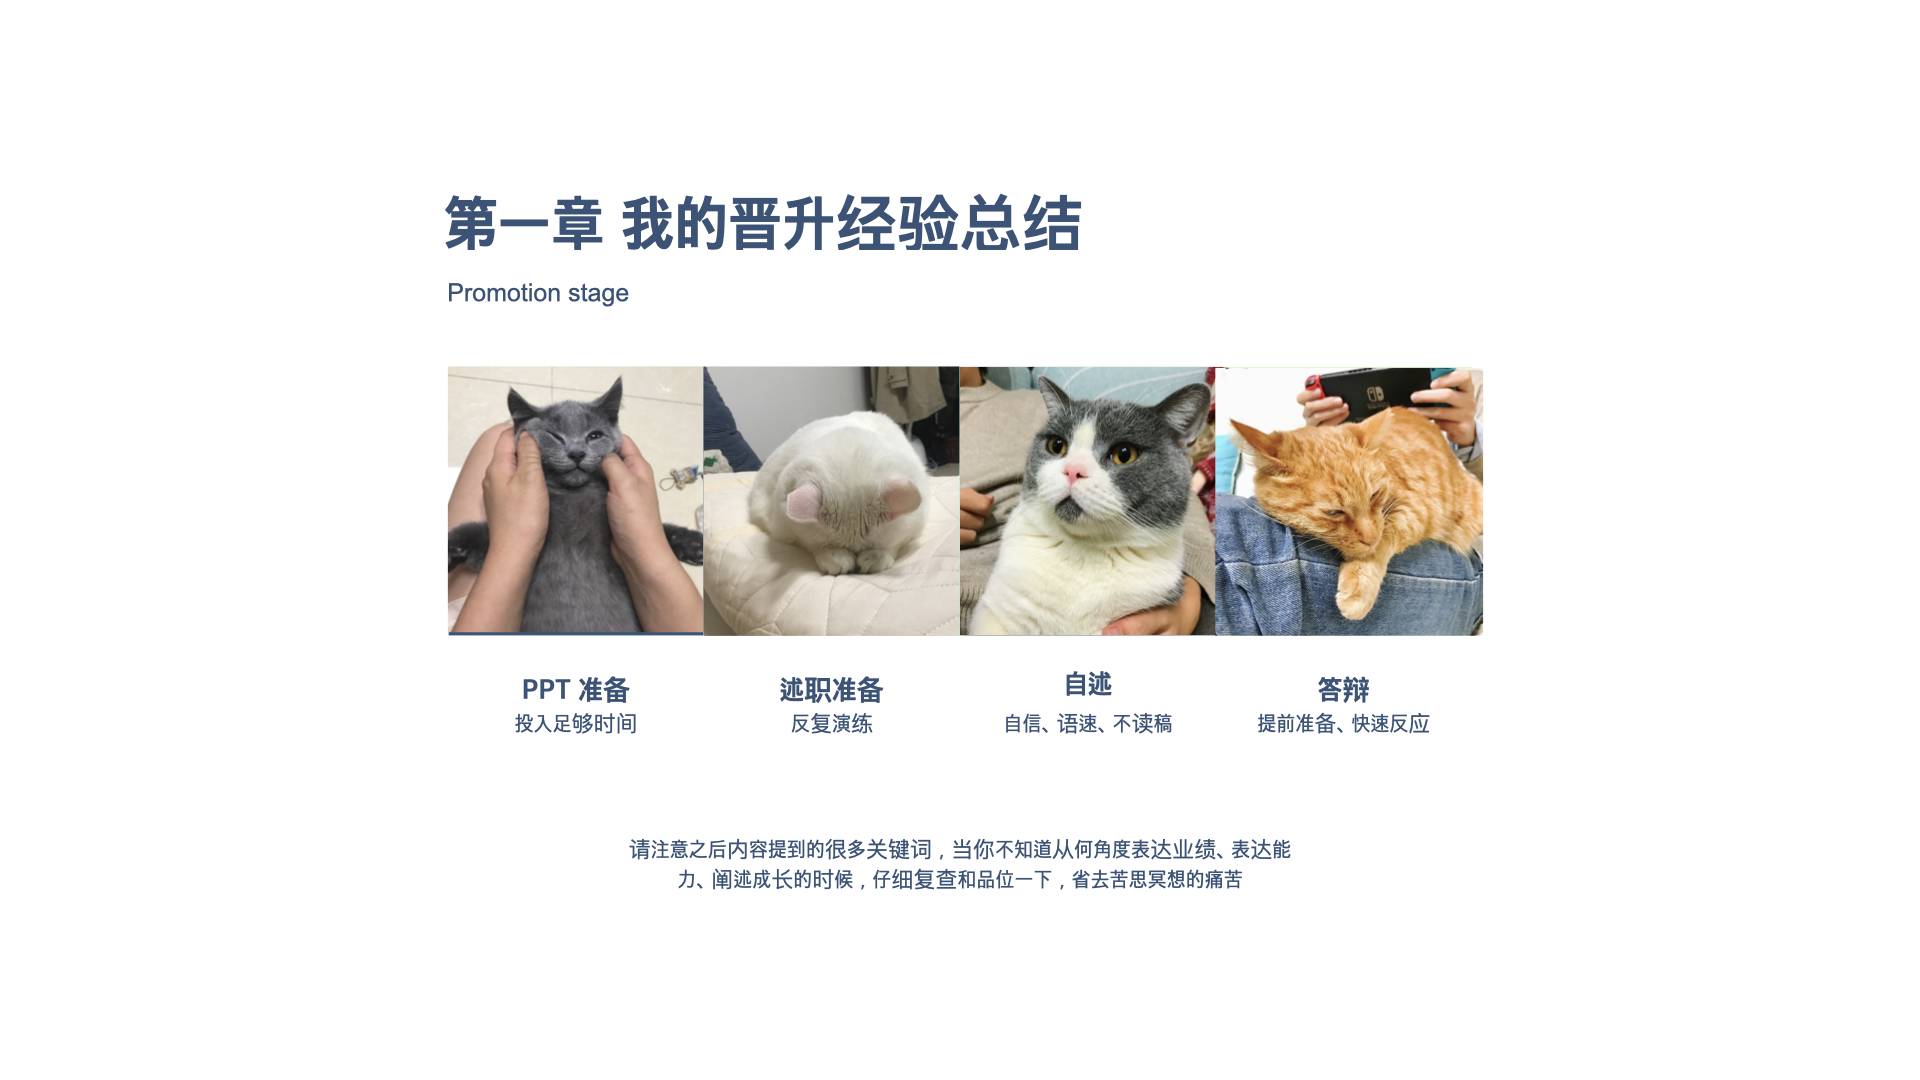 第一章 我的晋升经验总结
Promotion stage
PPT 准备
投入足够时间
述职准备
反复演练
自述
自信、语速、不读稿
答辩
提前准备、快速反应
请注意之后内容提到的很多关键词，当你不知道从何角度表达业绩、表达能
力、阐述成长的时候，仔细复查和品位一下，省去苦思冥想的痛苦